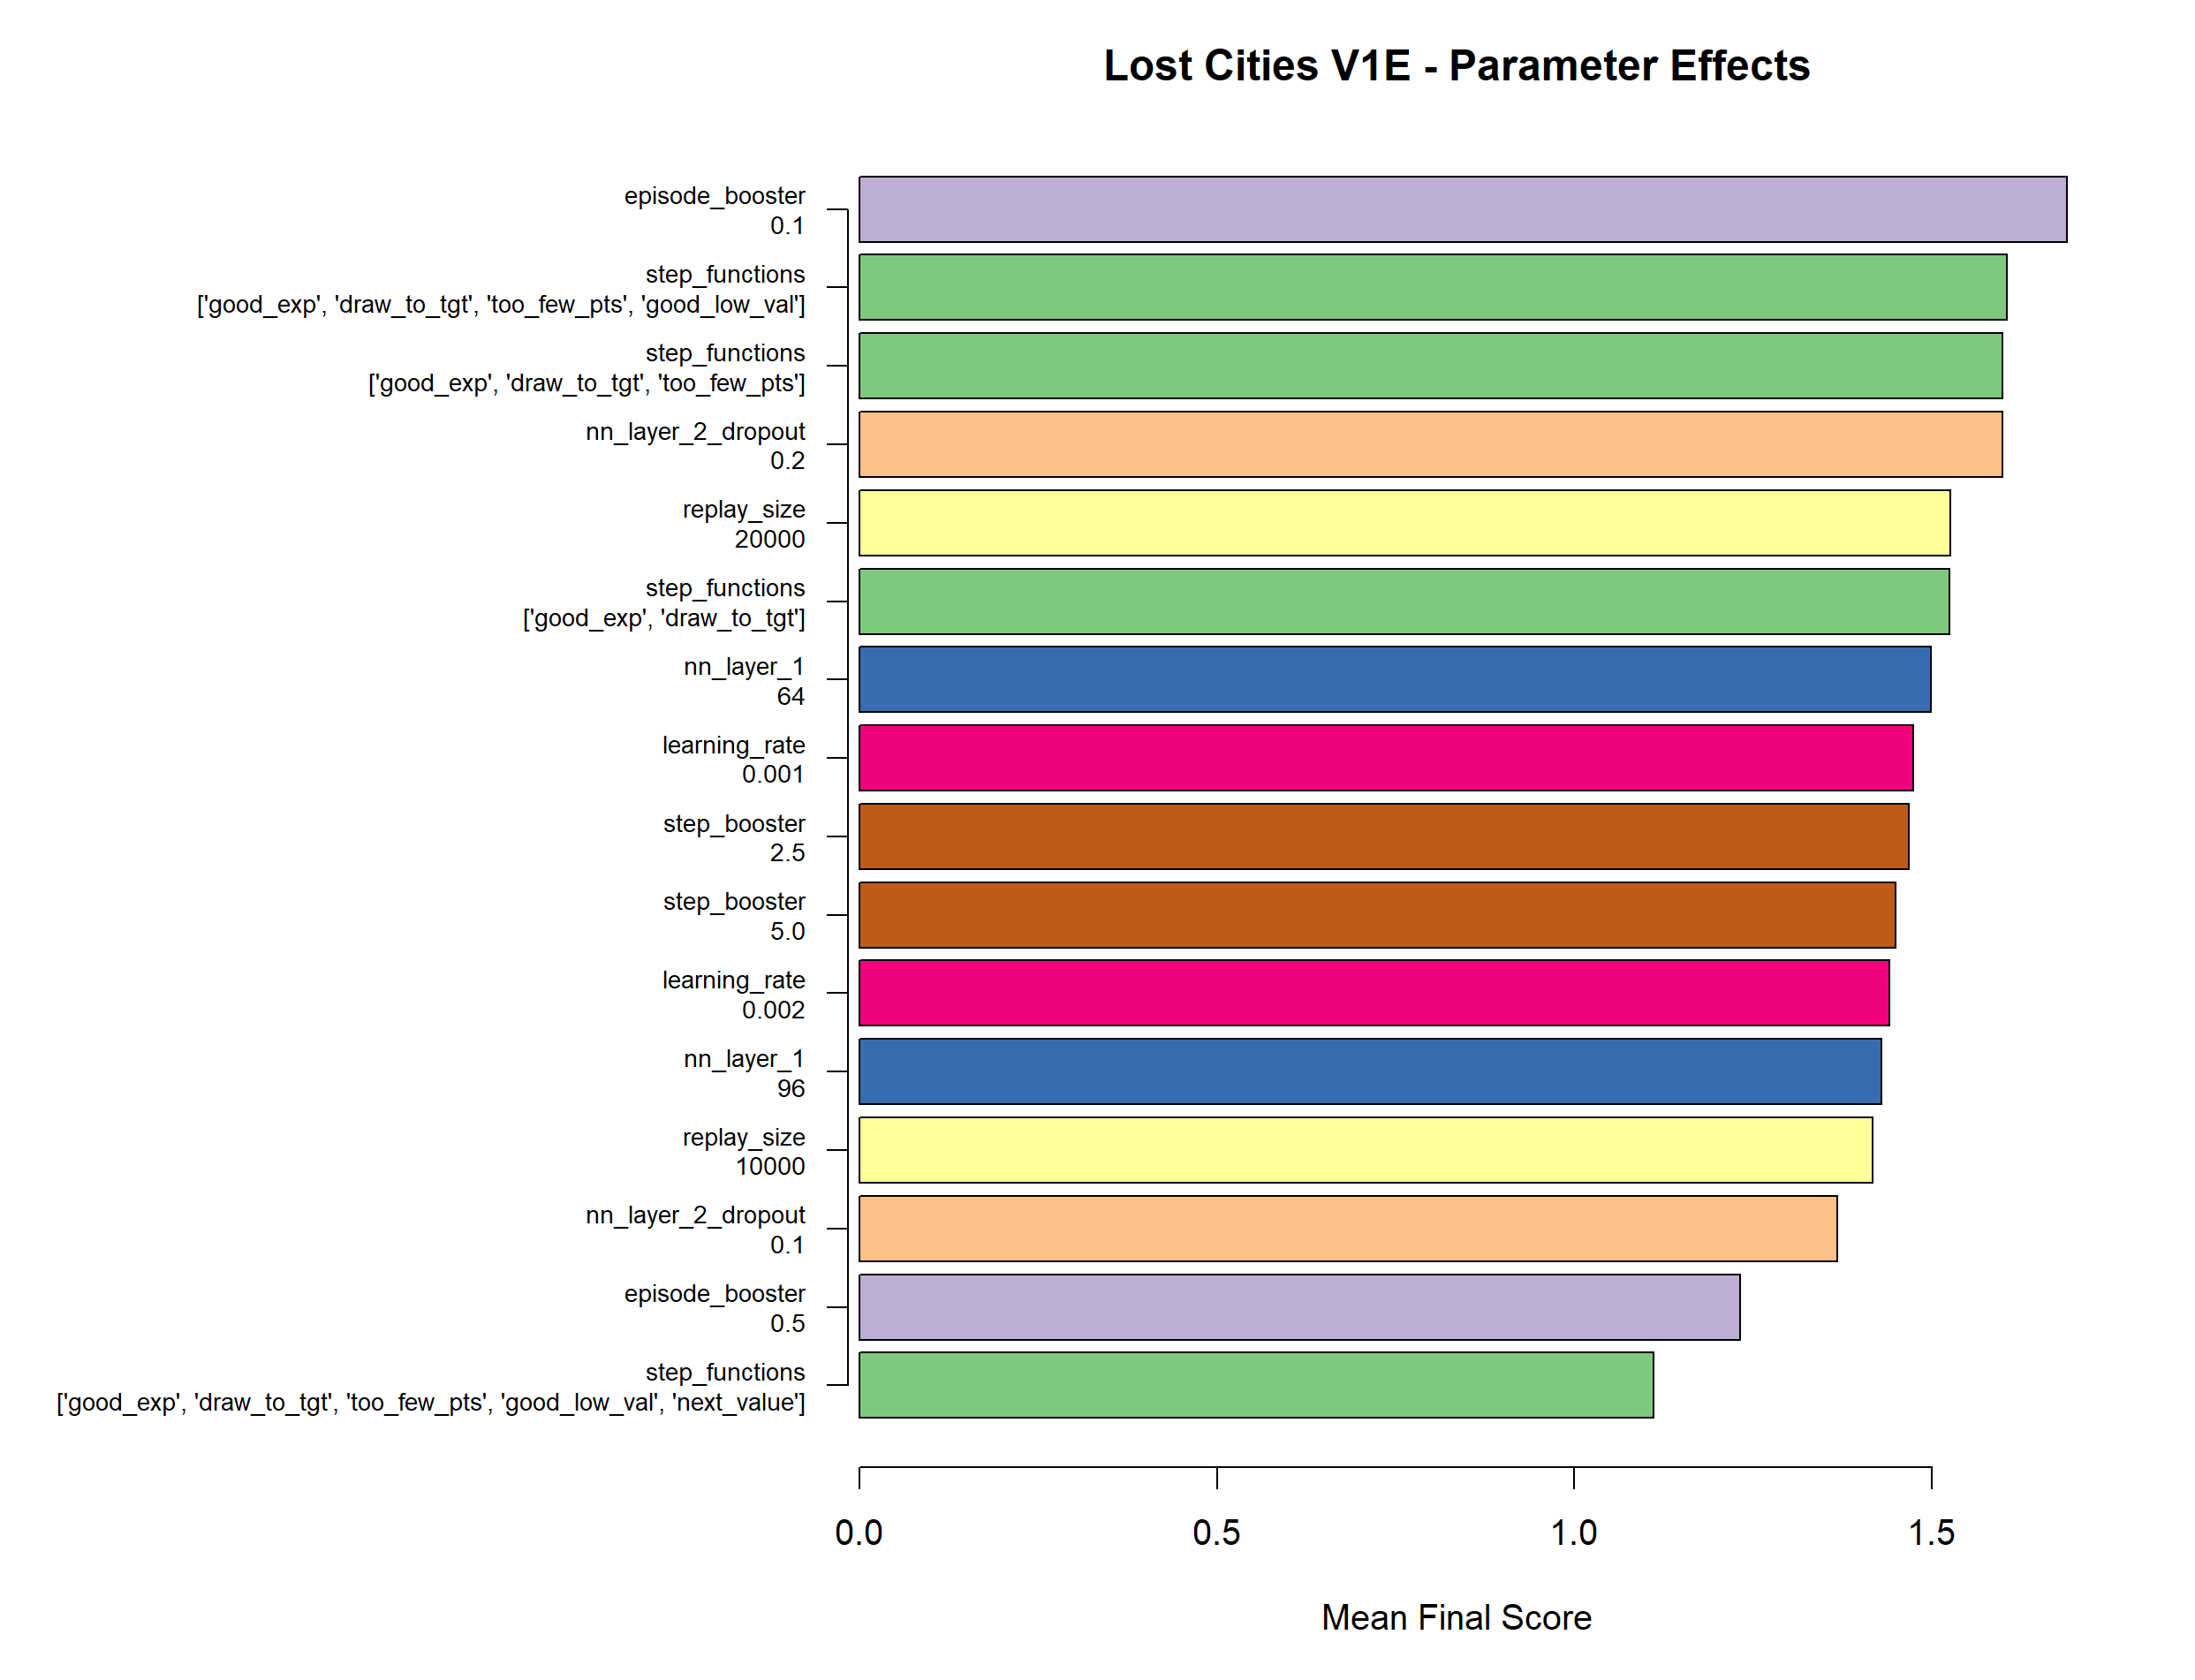 Lost Cities V1E - Parameter Effects
episode_booster
0.1
step_functions
['good_exp', 'draw_to_tgt', 'too_few_pts', 'good_low_val']
step_functions
['good_exp', 'draw_to_tgt', 'too_few_pts']
nn_layer_2_dropout
0.2
replay_size
20000
step_functions
['good_exp', 'draw_to_tgt']
nn_layer_1
64
learning_rate
0.001
step_booster
2.5
step_booster
5.0
learning_rate
0.002
nn_layer_1
96
replay_size
10000
nn_layer_2_dropout
0.1
episode_booster
0.5
step_functions
['good_exp', 'draw_to_tgt', 'too_few_pts', 'good_low_val', 'next_value']
0.0 0.5 1.0 1.5
Mean Final Score